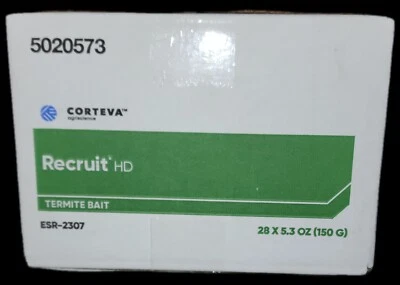 5020573
CORTEVA™
agriscience
Recruit® HD
TERMITE BAIT
ESR-2307
28 X 5.3 OZ (150 G)